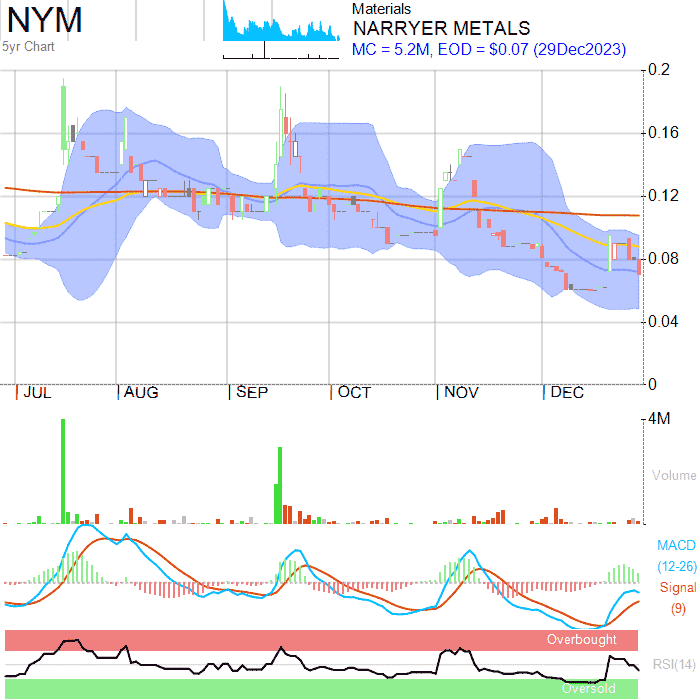 NYM
5yr Chart
Materials
NARRYER METALS
MC = 5.2M, EOD = $0.07 (29Dec2023)
0.2
0.16
0.12
0.08
0.04
0
JUL AUG SEP OCT NOV DEC
4M
Volume
MACD
(12-26)
Signal
(9)
Overbought
RSI(14)
Oversold